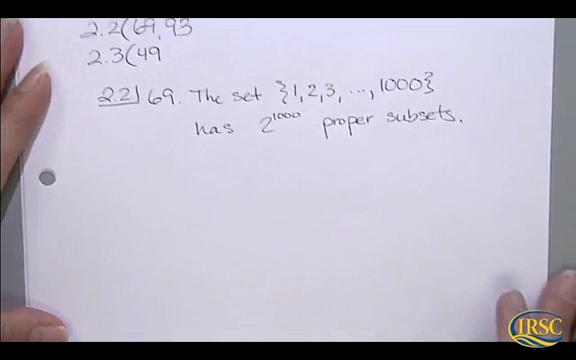 2.2(69, 93
2.3(49
2.2 69. The set {1, 2, 3, ..., 1000}
has 2^1000 proper subsets.
IRSC